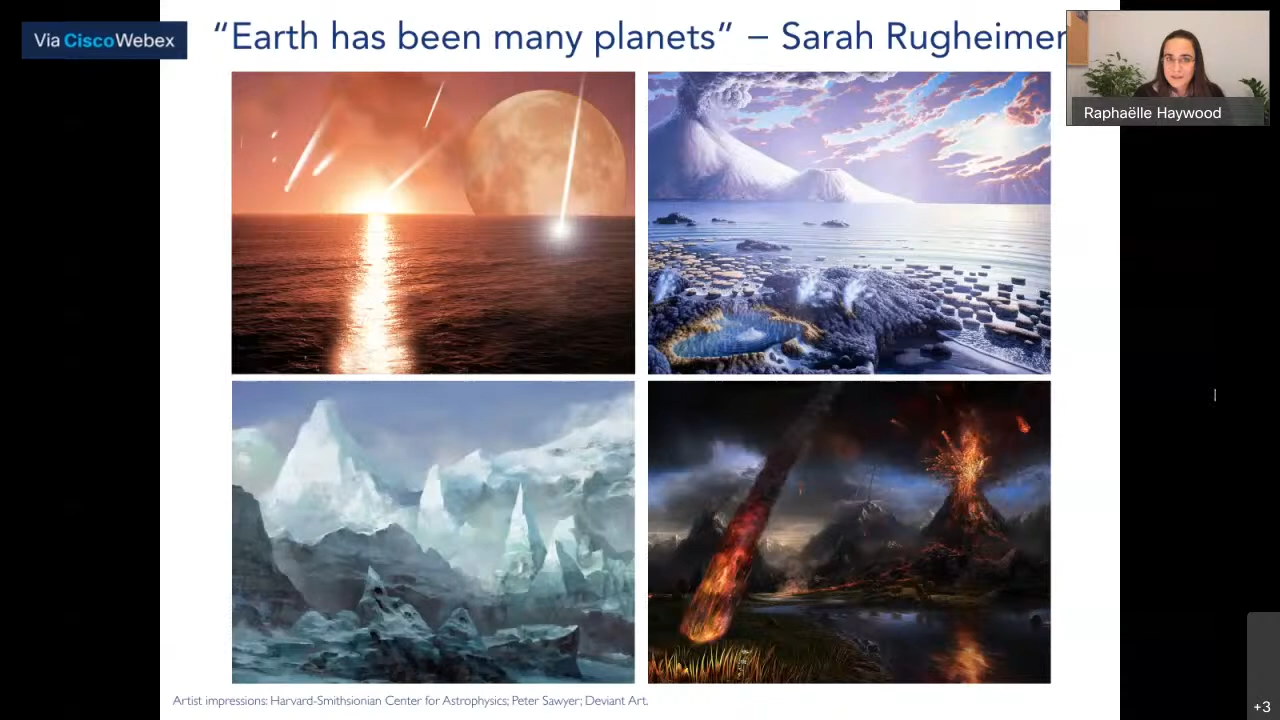 Via Cisco Webex
“Earth has been many planets” – Sarah Rugheimer
Raphaëlle Haywood
Artist impressions: Harvard-Smithsionian Center for Astrophysics; Peter Sawyer; Deviant Art.
+3